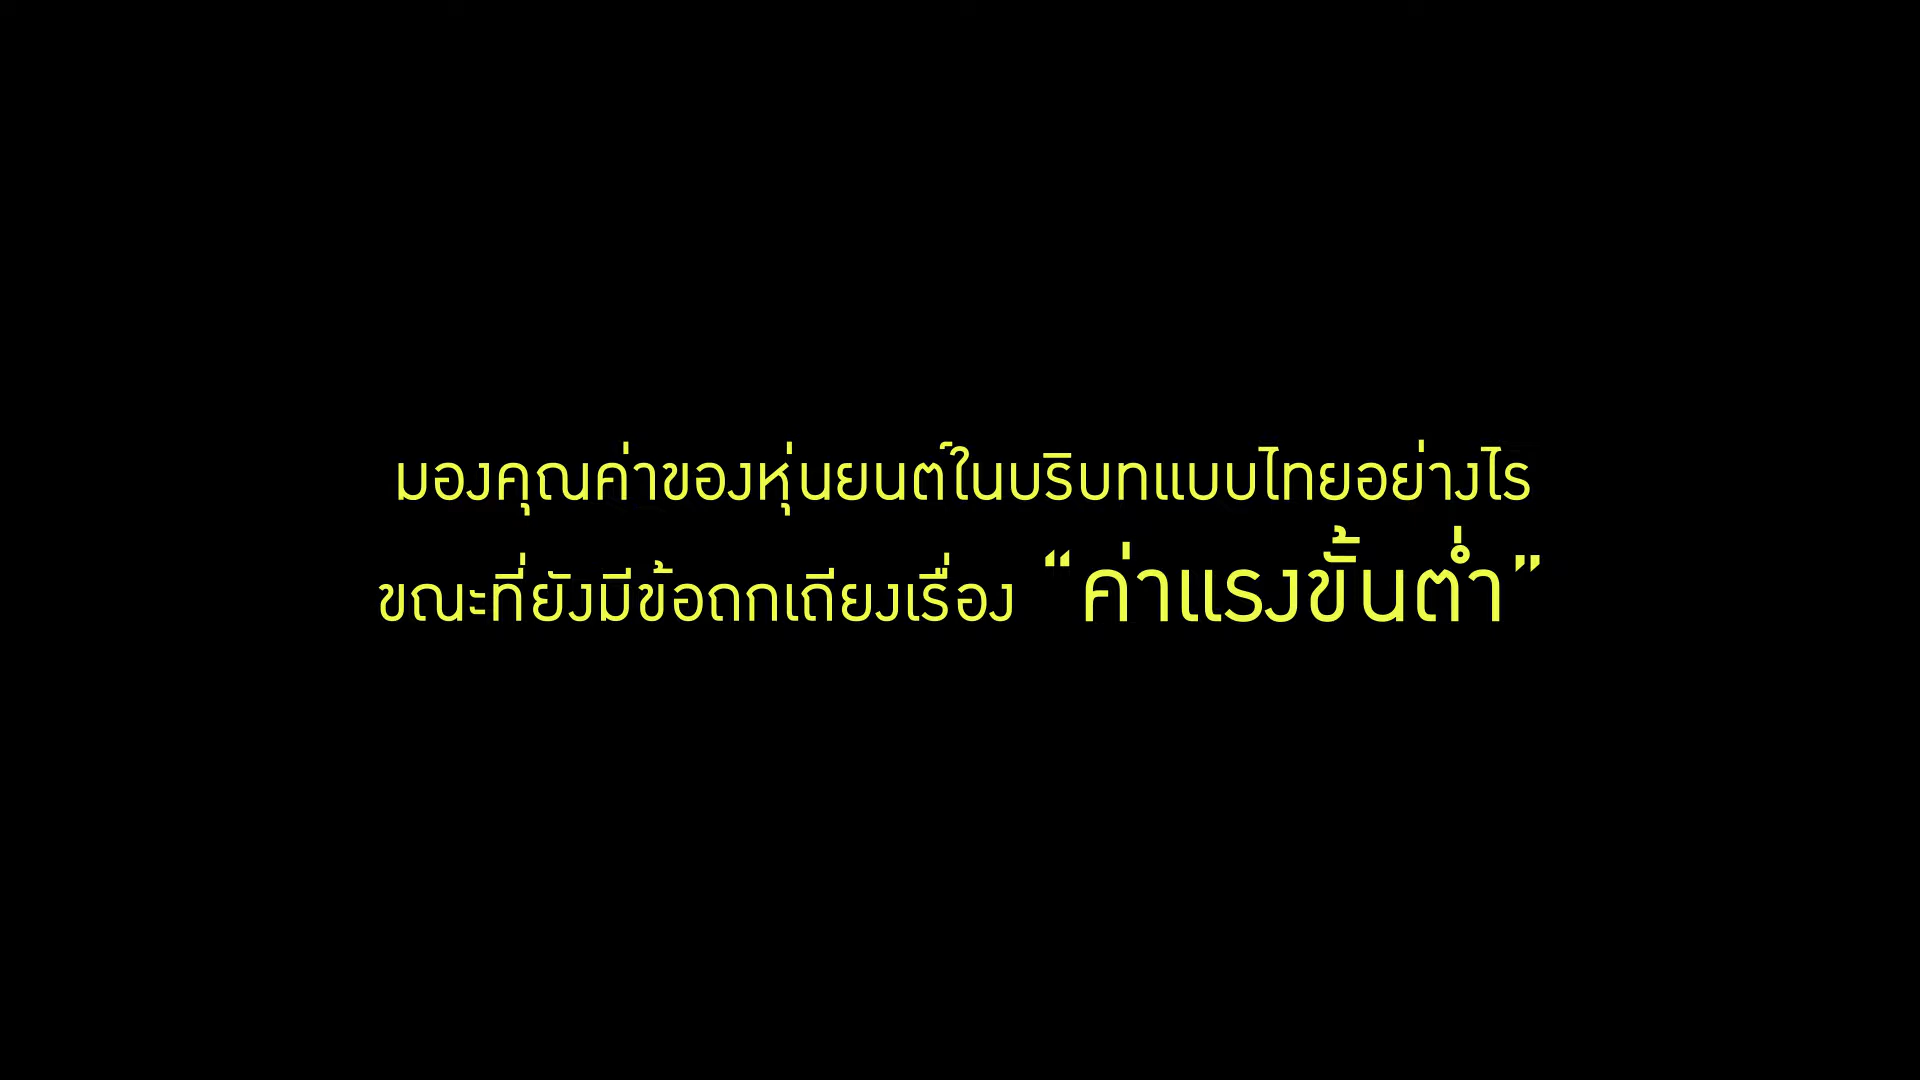 มองคุณค่าของหุ่นยนต์ในบริบทแบบไทยอย่างไร
ขณะที่ยังมีข้อถกเถียงเรื่อง “ค่าแรงขั้นต่ำ”